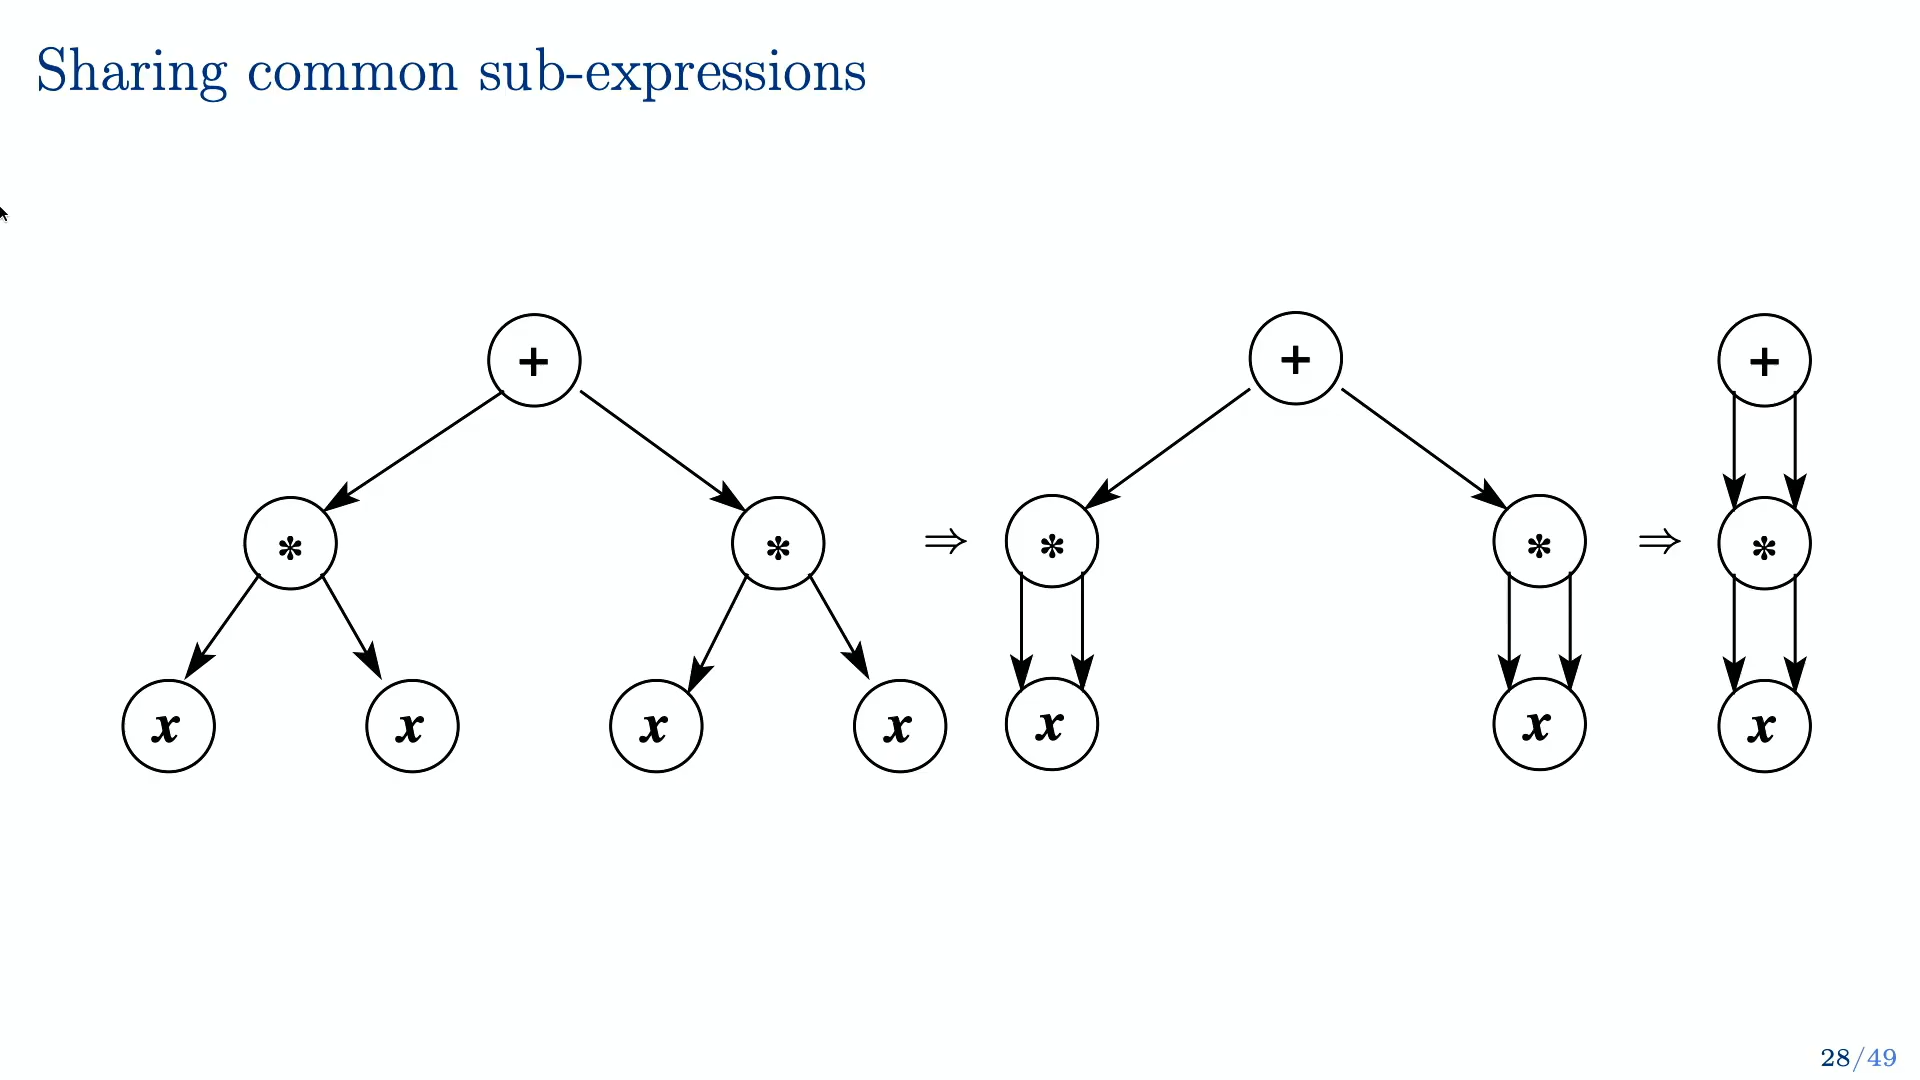 Sharing common sub-expressions
+ + +
* * ⇒ * * ⇒ *
x x x x x x x
28/49